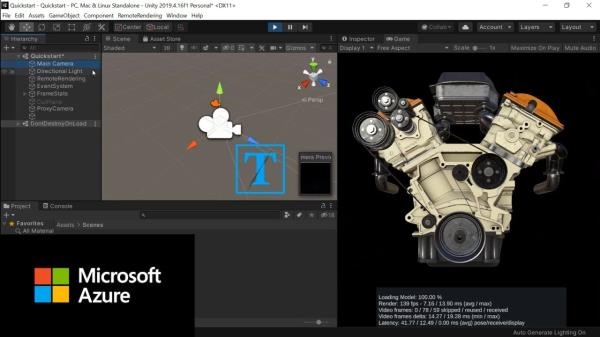 Quickstart - Quickstart - PC, Mac & Linux Standalone - Unity 2019.4.16f1 Personal* <DX11>
File Edit Assets GameObject Component RemoteRendering Window Help
Collab Account Layers Layout
Hierarchy Scene Asset Store Inspector Game
All Shaded 2D Gizmos Display 1 Free Aspect Scale 1x Maximize On Play Mute Audio
Quickstart*
Main Camera
Directional Light
RemoteRendering
EventSystem
FrameStats
CutPlane
ProxyCamera
DontDestroyOnLoad
y
x
z
Persp
T
mera Previe
Project Console
18
Favorites Assets Scenes
All Material
Microsoft
Azure
Loading Model: 100.00 %
Render: 139 fps - 7.16 / 13.90 ms (avg / max)
Video frames: 0 / 78 / 59 skipped / reused / received
Video frames delta: 14.27 / 19.28 ms (min / max)
Latency: 41.77 / 12.49 / 0.00 ms (avg) pose/receive/display
Auto Generate Lighting On